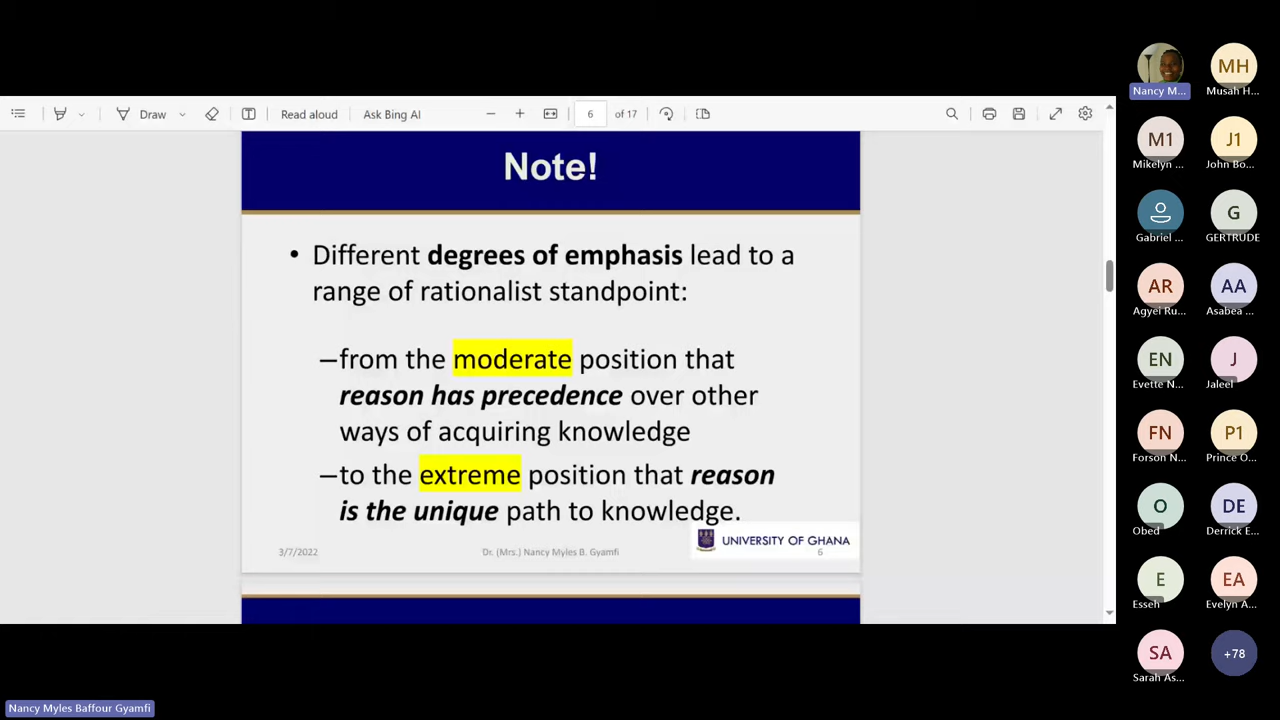 Draw
Read aloud
Ask Bing AI
6
of 17
Note!
• Different degrees of emphasis lead to a
range of rationalist standpoint:
–from the moderate position that
reason has precedence over other
ways of acquiring knowledge
–to the extreme position that reason
is the unique path to knowledge.
UNIVERSITY OF GHANA
3/7/2022
Dr. (Mrs.) Nancy Myles B. Gyamfi
6
Nancy M...
MH
Musah H...
M1
Mikelyn ...
J1
John Bo...
Gabriel ...
G
GERTRUDE
AR
Agyei Ru...
AA
Asabea ...
EN
Evette N...
J
Jaleel
FN
Forson N...
P1
Prince O...
O
Obed
DE
Derrick E...
E
Esseh
EA
Evelyn A...
SA
Sarah As...
+78
Nancy Myles Baffour Gyamfi